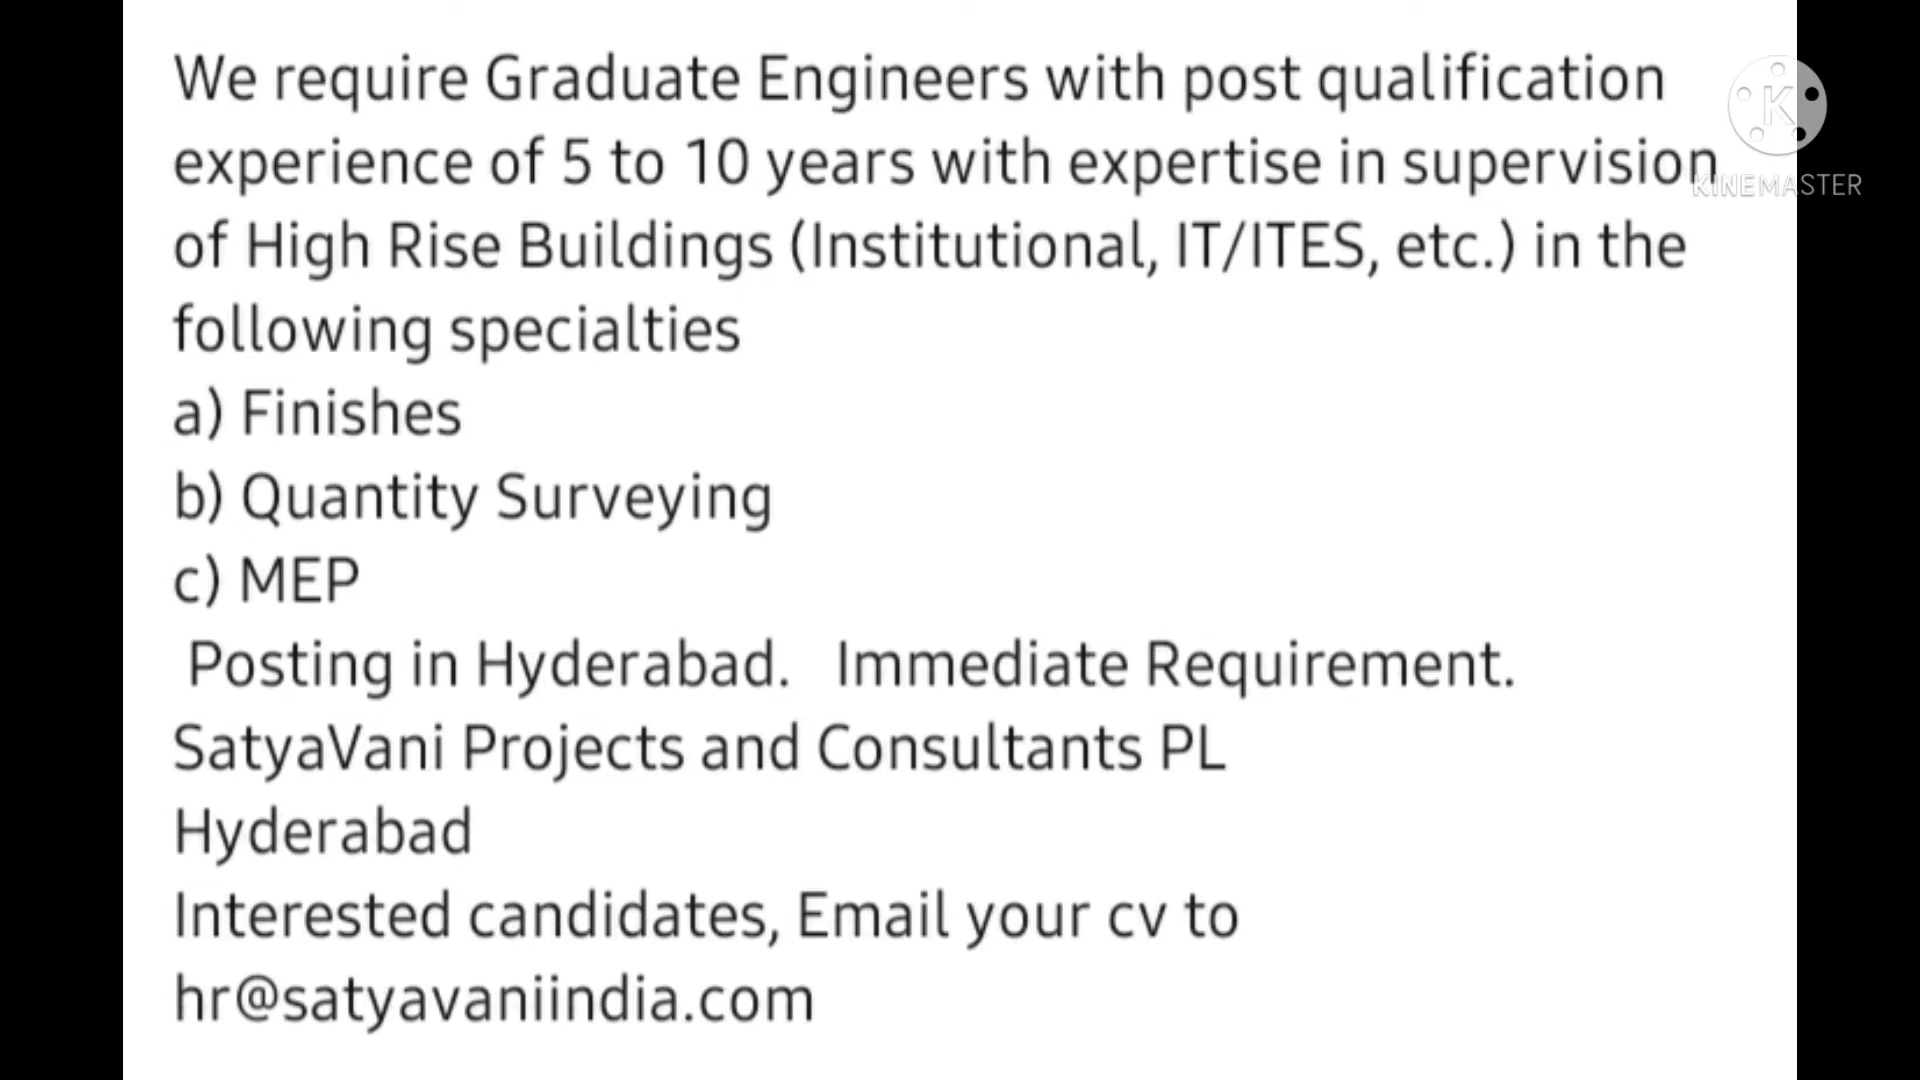 We require Graduate Engineers with post qualification
experience of 5 to 10 years with expertise in supervision
of High Rise Buildings (Institutional, IT/ITES, etc.) in the
following specialties
a) Finishes
b) Quantity Surveying
c) MEP
Posting in Hyderabad.   Immediate Requirement.
SatyaVani Projects and Consultants PL
Hyderabad
Interested candidates, Email your cv to
hr@satyavaniindia.com
K
KINEMASTER